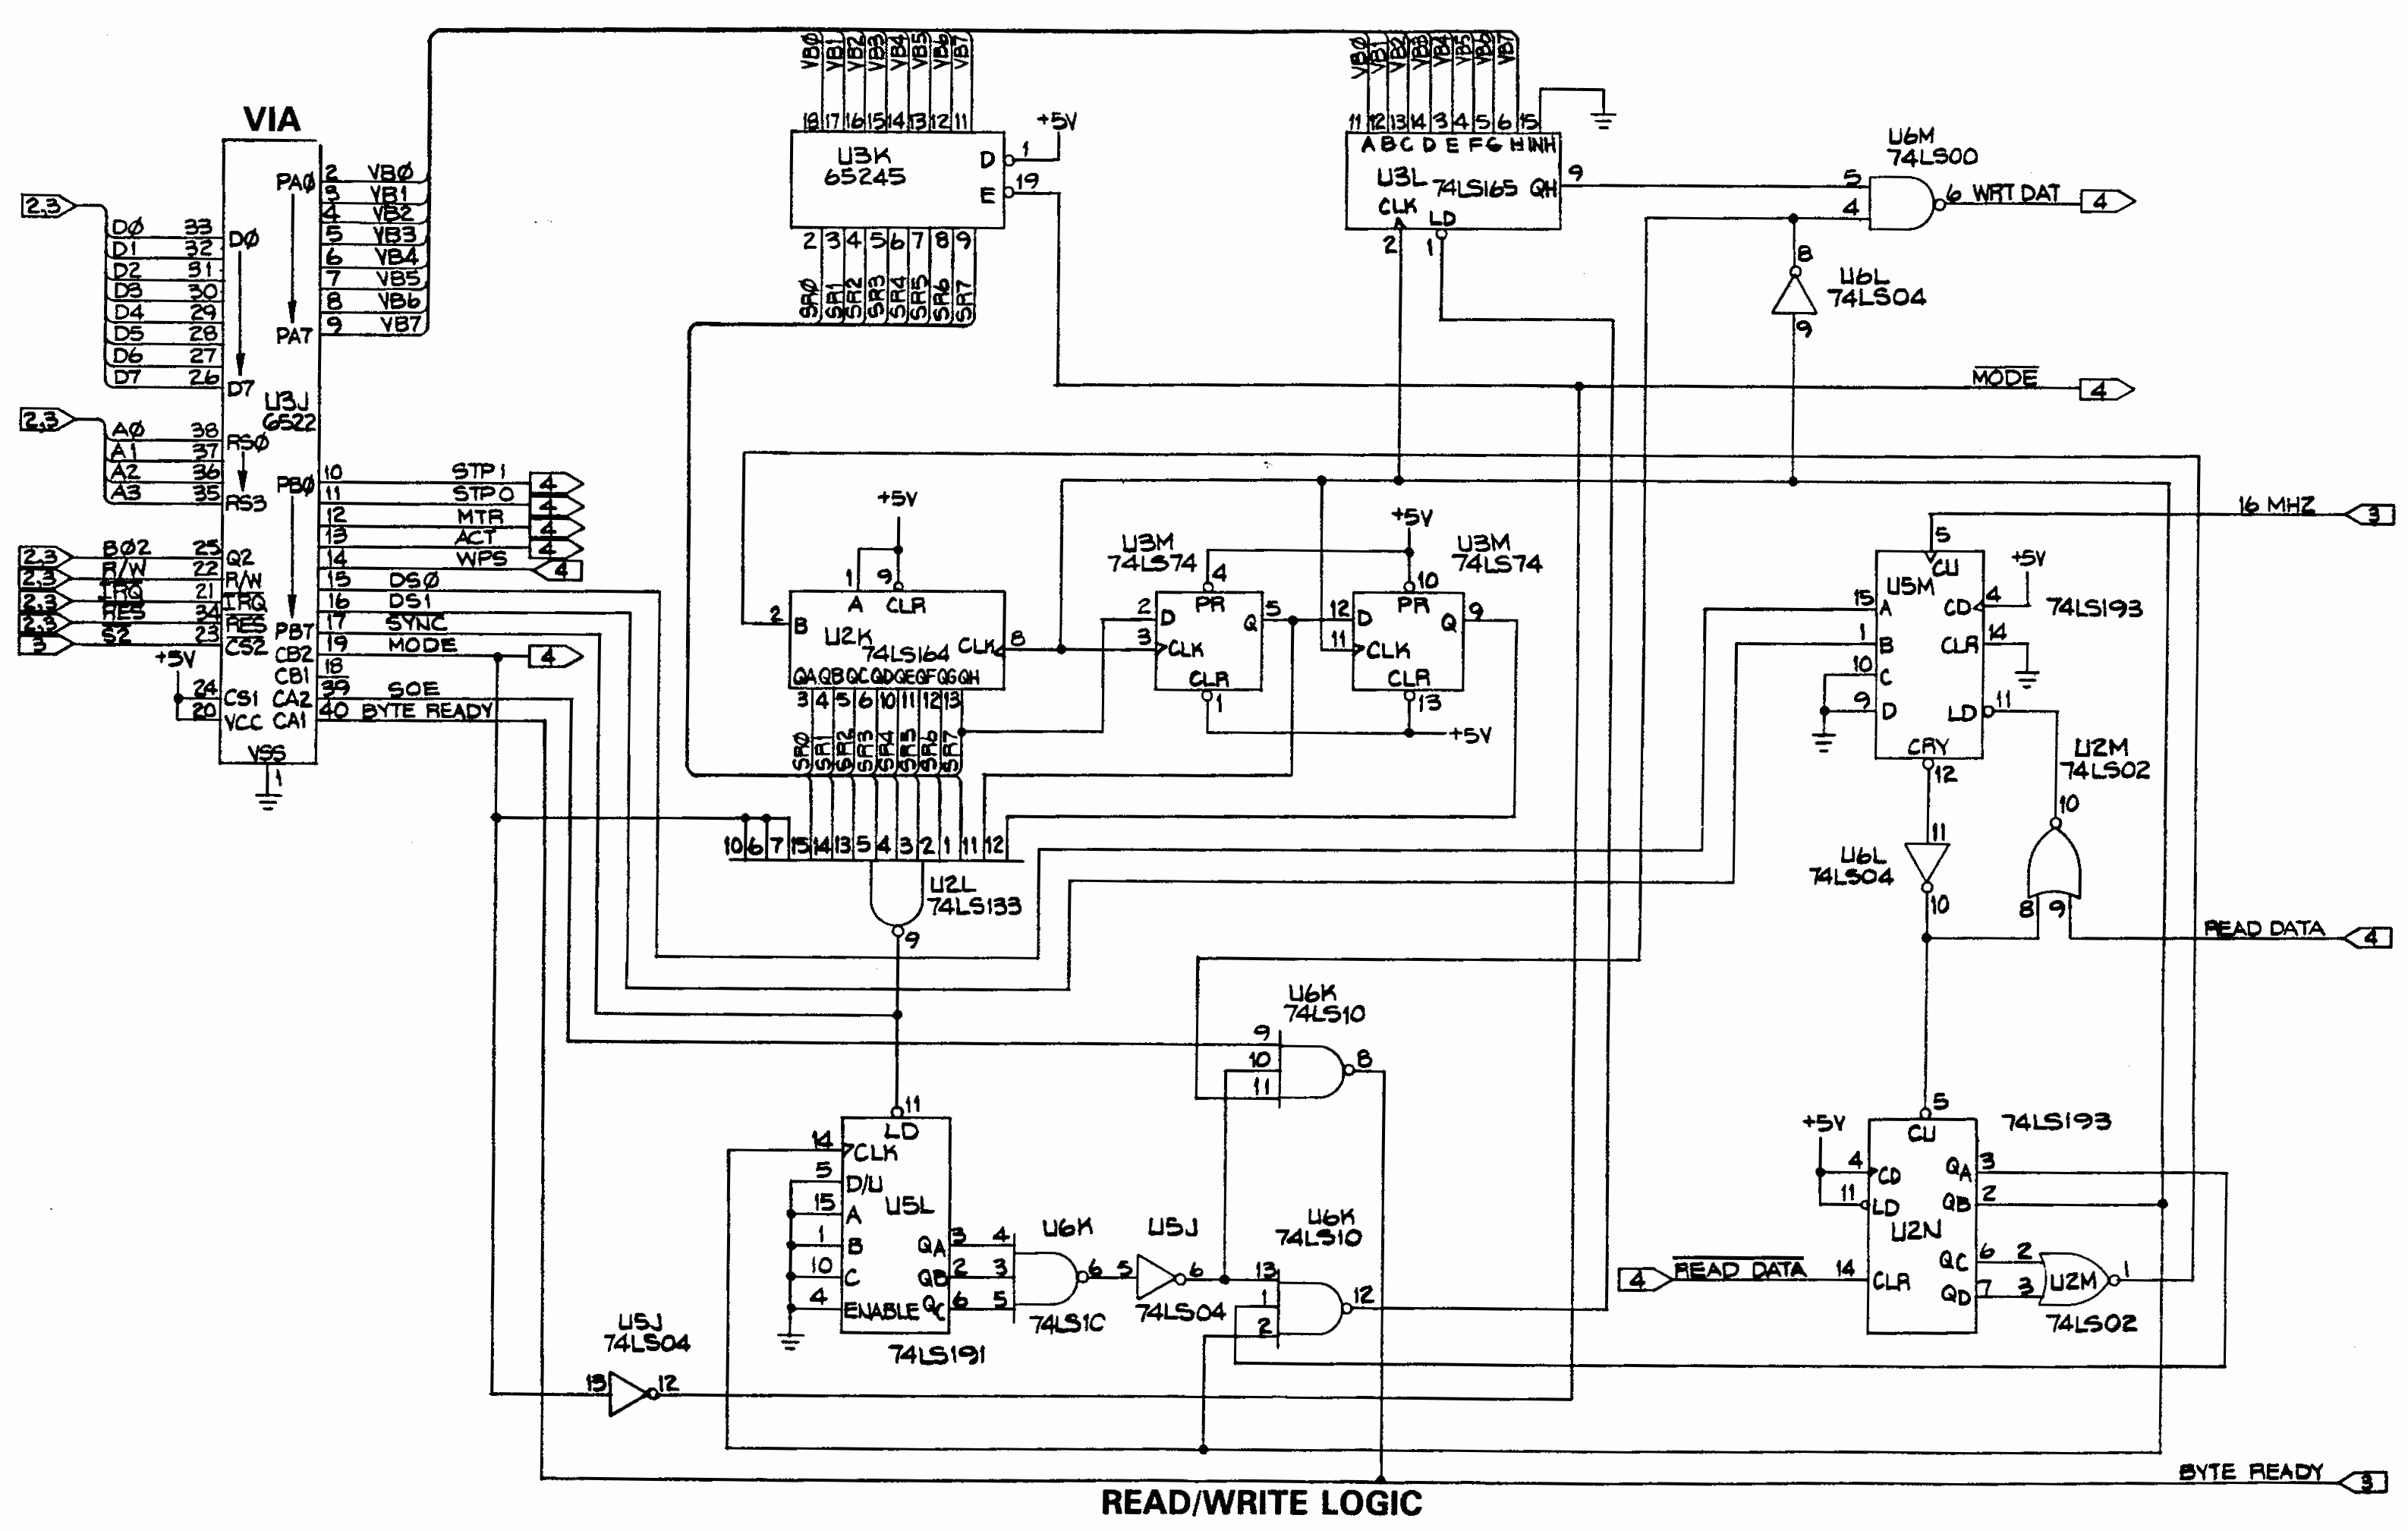 VIA
2,3
D0 33 D0
D1 32
D2 31
D3 30
D4 29
D5 28
D6 27
D7 26 D7
U3J
6522
2,3
A0 38 RS0
A1 37
A2 36
A3 35 RS3
2,3 BØ2 25 Q2
2,3 R/W 22 R/W
2,3 IRQ 21 IRQ
2,3 RES 34 RES
3 S2 23 CS2
+5V
24 CS1
20 VCC
VSS
1
PA0 2 VB0
3 VB1
4 VB2
5 VB3
6 VB4
7 VB5
8 VB6
PA7 9 VB7
PB0 10 STP1 4
11 STP0 4
12 MTR 4
13 ACT 4
14 WPS 4
15 DS0
16 DS1
PB7 17 SYNC
CB2 19 MODE 4
CB1 18
CA2 39 SOE
CA1 40 BYTE READY
VB0 VB1 VB2 VB3 VB4 VB5 VB6 VB7
18 17 16 15 14 13 12 11
U3K
65245
D 1 +5V
E 19
2 3 4 5 6 7 8 9
SR0 SR1 SR2 SR3 SR4 SR5 SR6 SR7
VB0 VB1 VB2 VB3 VB4 VB5 VB6 VB7
11 12 13 14 3 4 5 6 15
A B C D E F G H INH
U3L 74LS165 QH 9
CLK LD
2 1
U6M
74LS00
5
4
6 WRT DAT 4
8
U6L
74LS04
9
MODE 4
+5V
1 9
A CLR
2 B
U2K
74LS164 CLK 8
QA QB QC QD QE QF QG QH
3 4 5 6 10 11 12 13
SR0 SR1 SR2 SR3 SR4 SR5 SR6 SR7
U3M
74LS74
4
PR
2 D Q 5
3 CLK
CLR
1
+5V
U3M
74LS74
10
PR
12 D Q 9
11 CLK
CLR
13
+5V
10 6 7 15 14 13 5 4 3 2 1 11 12
U2L
74LS133
9
16 MHZ 3
5
CU
U5M
74LS193
+5V
15 A CD 4
1 B CLR 14
10 C
9 D LD 11
CRY
12
U2M
74LS02
10
8 9
11
U6L
74LS04
10
READ DATA 4
U6K
74LS10
9
10
11
8
11
LD
14 CLK
5 D/U
15 A
1 B
10 C
4 ENABLE
U5L
QA 3
QB 2
QC 6
74LS191
4
3
5
U6K
6
74LS10
U5J
5 6
74LS04
U6K
74LS10
13
1
2
12
U5J
74LS04
13 12
5
CU
74LS193
+5V
4 CD QA 3
11 LD QB 2
U2N
QC 6 2
QD 7 3
U2M 1
74LS02
4 READ DATA 14 CLR
BYTE READY 3
READ/WRITE LOGIC